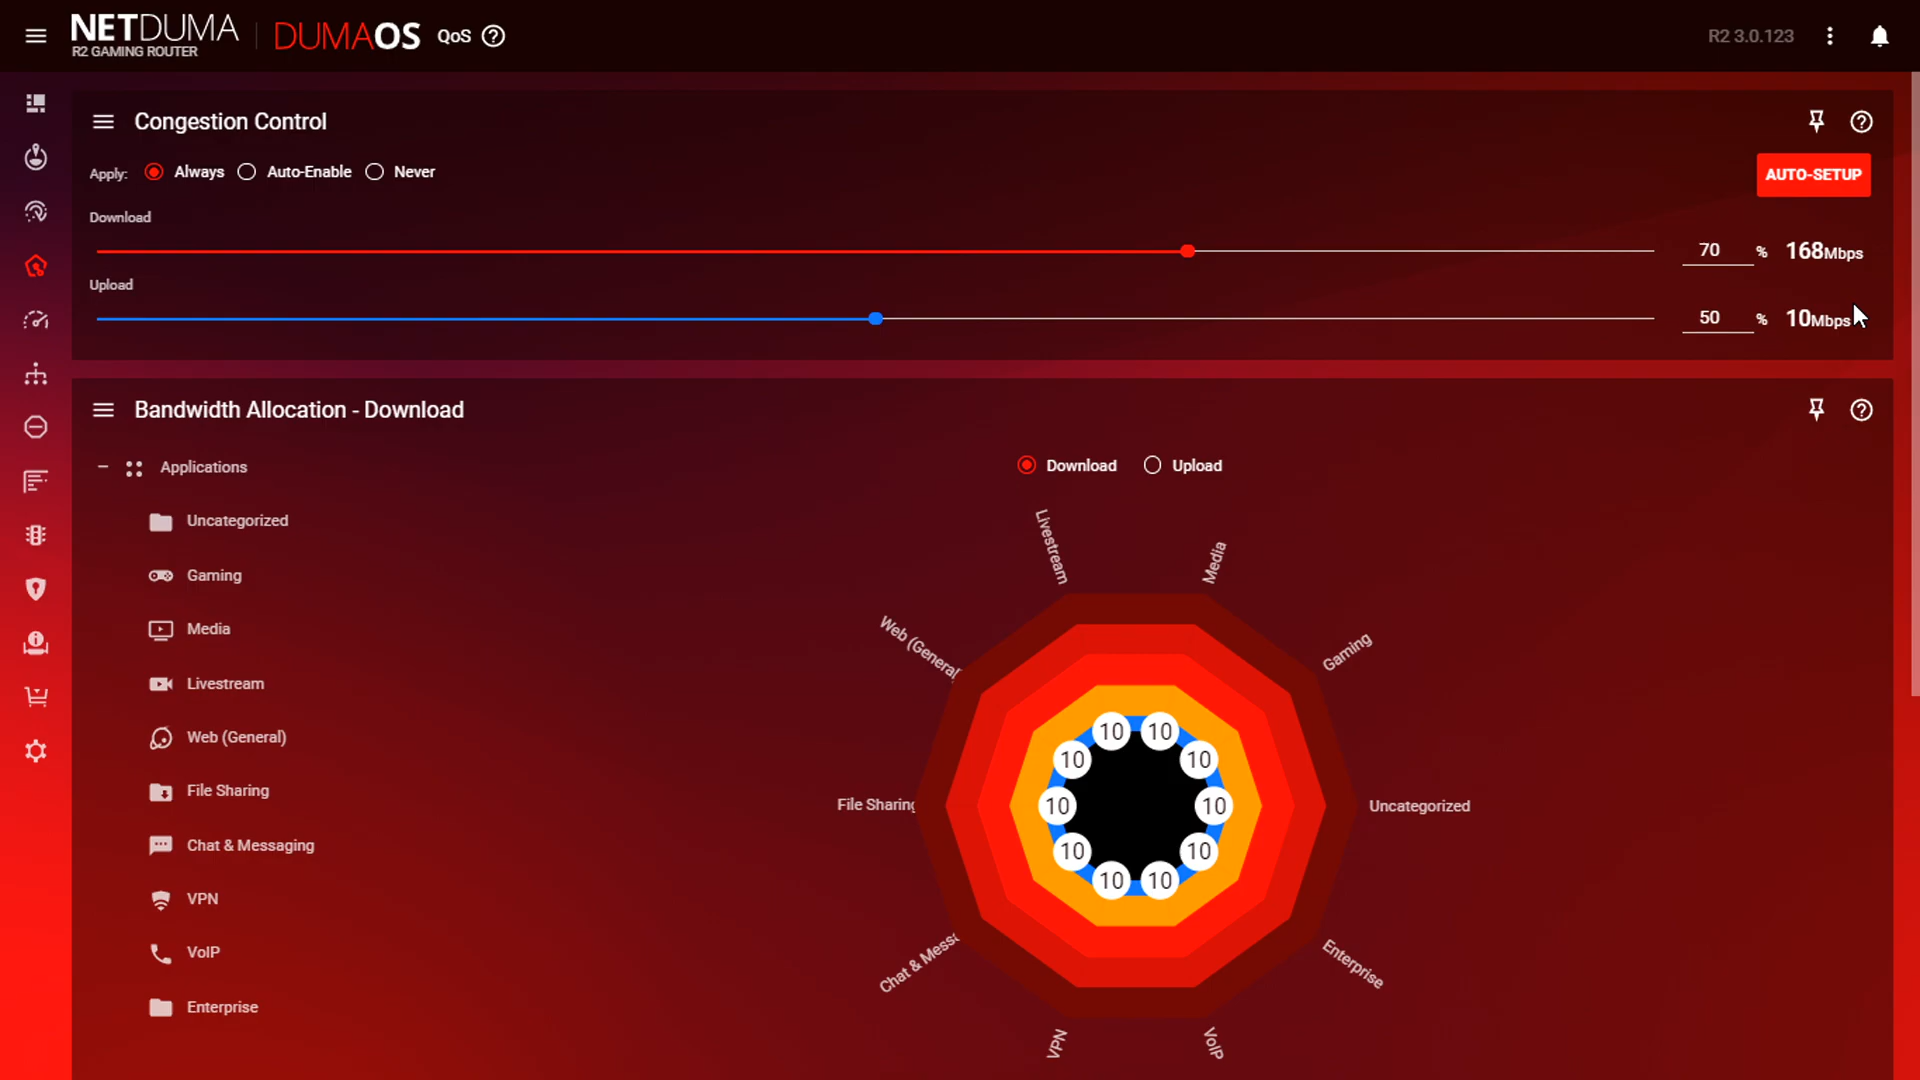 NETDUMA
R2 GAMING ROUTER
DUMAOS
QoS
R2 3.0.123
Congestion Control
Apply:
Always
Auto-Enable
Never
AUTO-SETUP
Download
70 % 168Mbps
Upload
50 % 10Mbps
Bandwidth Allocation - Download
Applications
Download
Upload
Uncategorized
Gaming
Media
Livestream
Web (General)
File Sharing
Chat & Messaging
VPN
VoIP
Enterprise
Livestream
Media
Web (General
Gaming
File Sharing
Uncategorized
Chat & Mess
Enterprise
VPN
VoIP
10 10
10 10
10 10
10 10
10 10